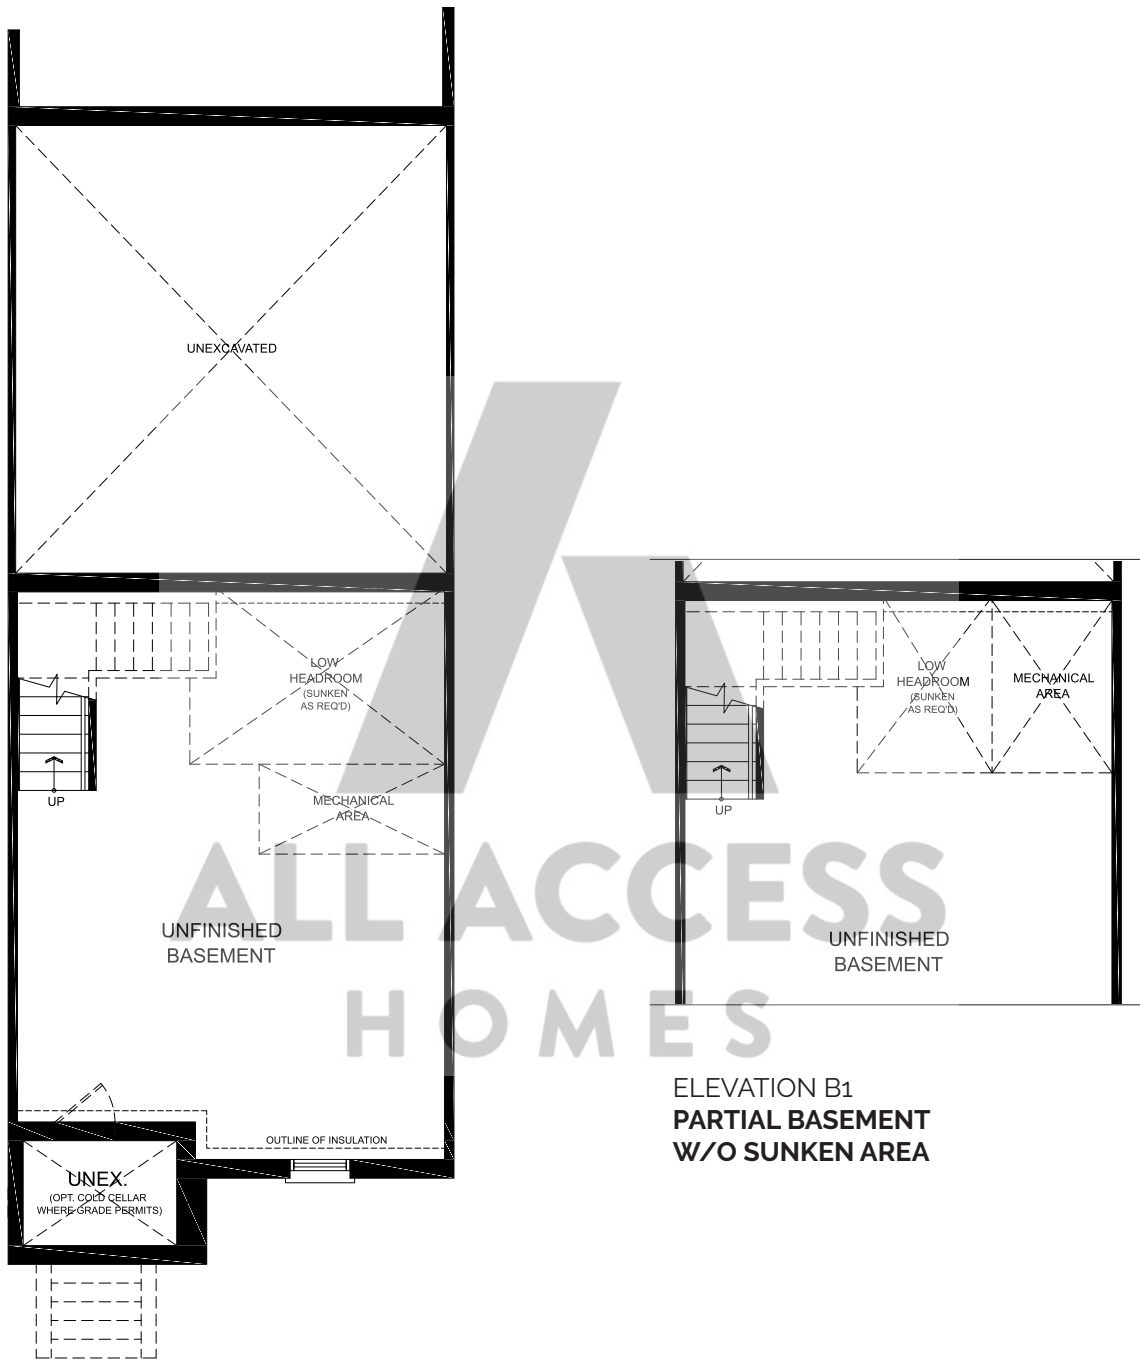 UNEXCAVATED
LOW
HEADROOM
(SUNKEN
AS REQ'D)
MECHANICAL
AREA
UP
UNFINISHED
BASEMENT
OUTLINE OF INSULATION
UNEX.
(OPT. COLD CELLAR
WHERE GRADE PERMITS)
LOW
HEADROOM
(SUNKEN
AS REQ'D)
MECHANICAL
AREA
UP
UNFINISHED
BASEMENT
ELEVATION B1
PARTIAL BASEMENT
W/O SUNKEN AREA
ALL ACCESS
HOMES